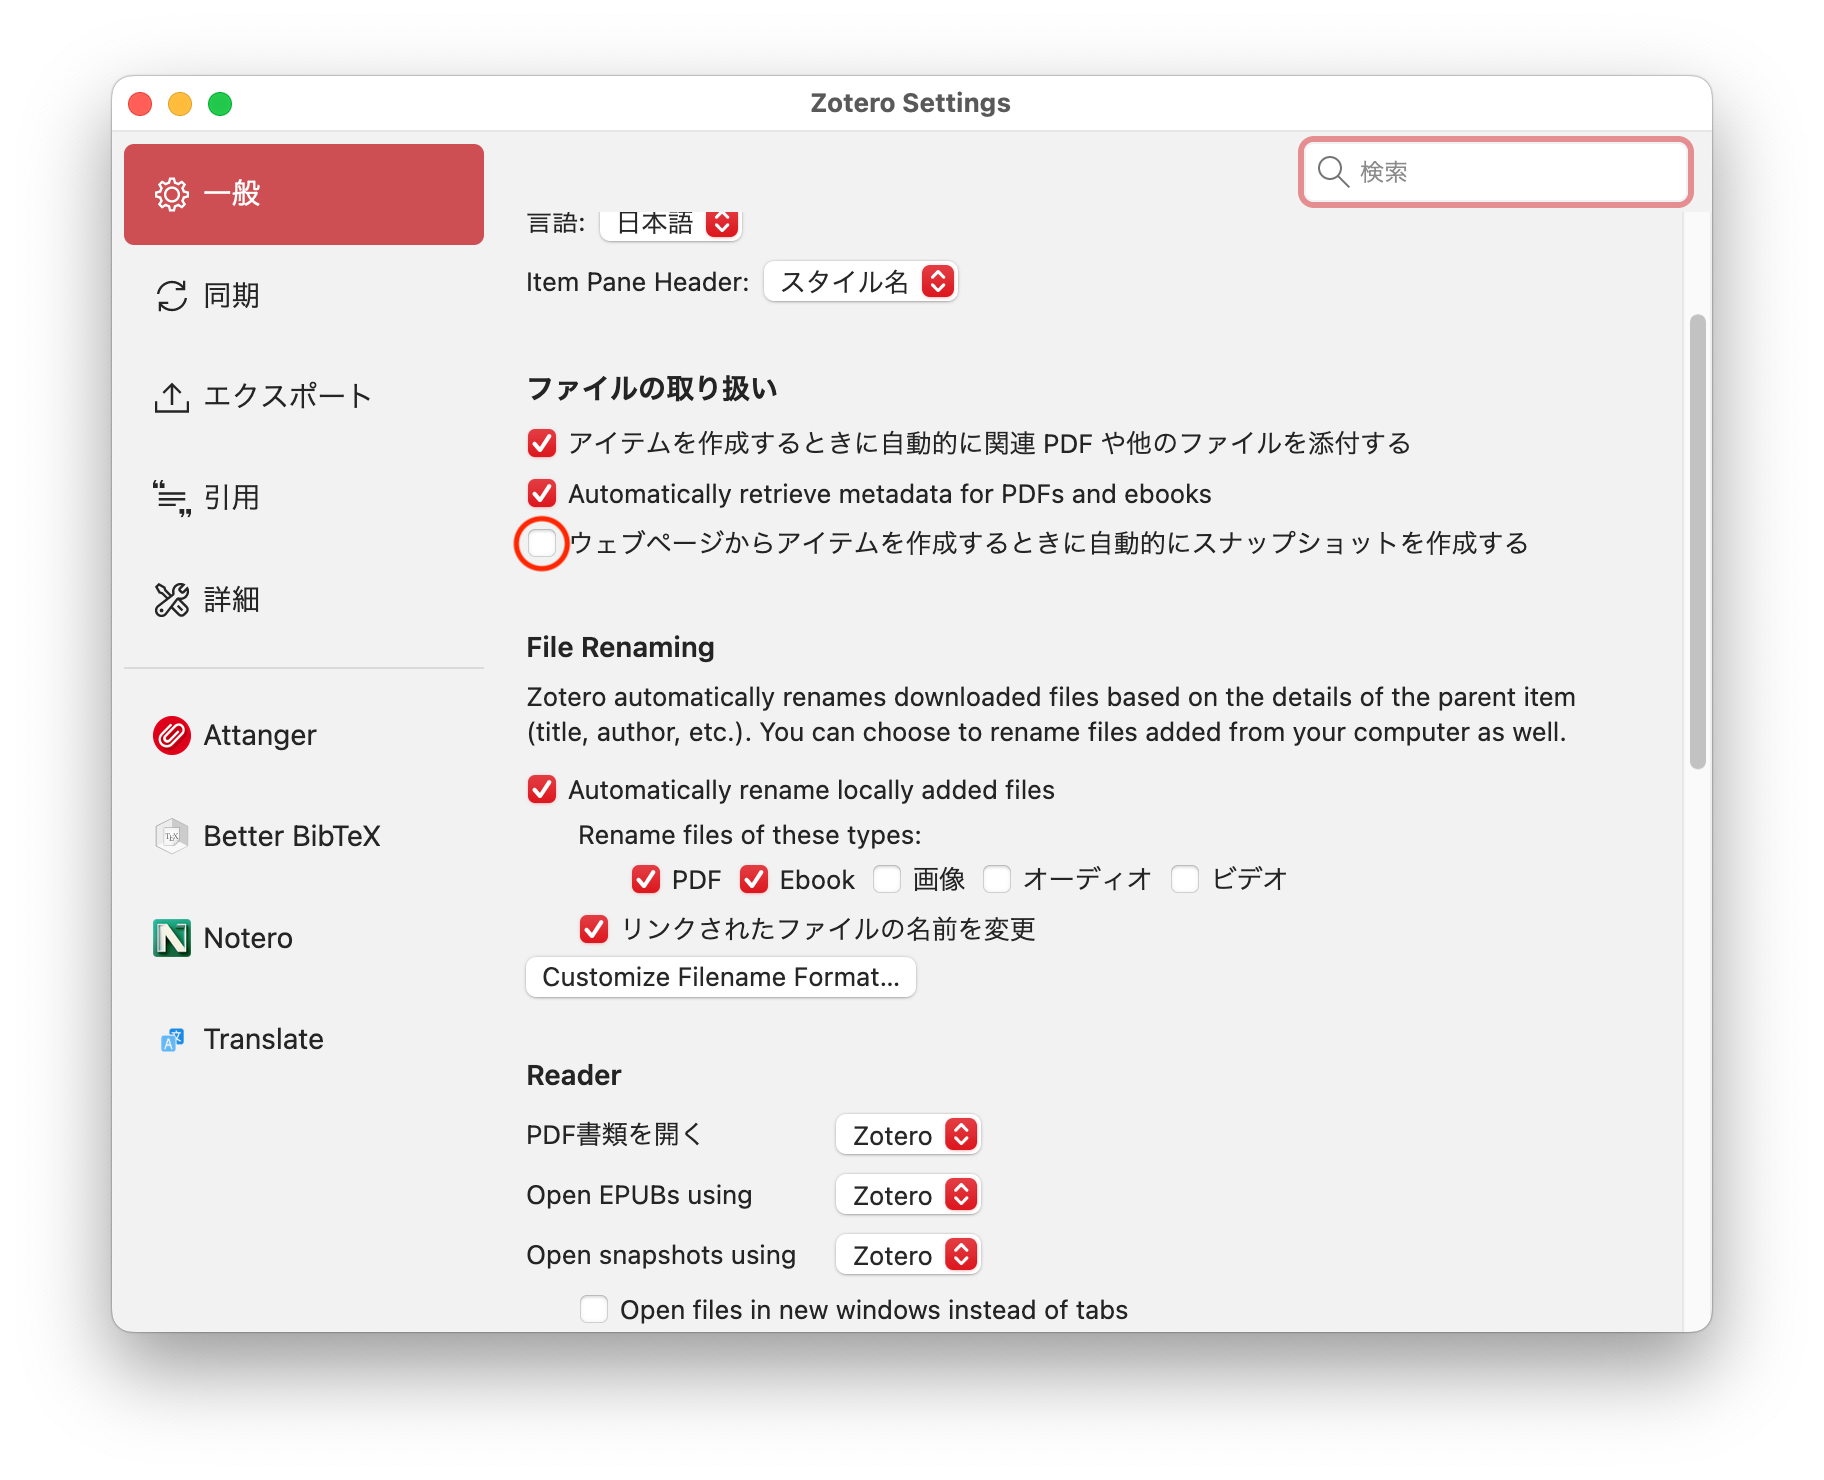 Zotero Settings
一般
検索
同期
エクスポート
引用
詳細
Attanger
Better BibTeX
Notero
Translate
言語: 日本語
Item Pane Header: スタイル名
ファイルの取り扱い
アイテムを作成するときに自動的に関連 PDF や他のファイルを添付する
Automatically retrieve metadata for PDFs and ebooks
ウェブページからアイテムを作成するときに自動的にスナップショットを作成する
File Renaming
Zotero automatically renames downloaded files based on the details of the parent item
(title, author, etc.). You can choose to rename files added from your computer as well.
Automatically rename locally added files
Rename files of these types:
PDF Ebook 画像 オーディオ ビデオ
リンクされたファイルの名前を変更
Customize Filename Format...
Reader
PDF書類を開く Zotero
Open EPUBs using Zotero
Open snapshots using Zotero
Open files in new windows instead of tabs